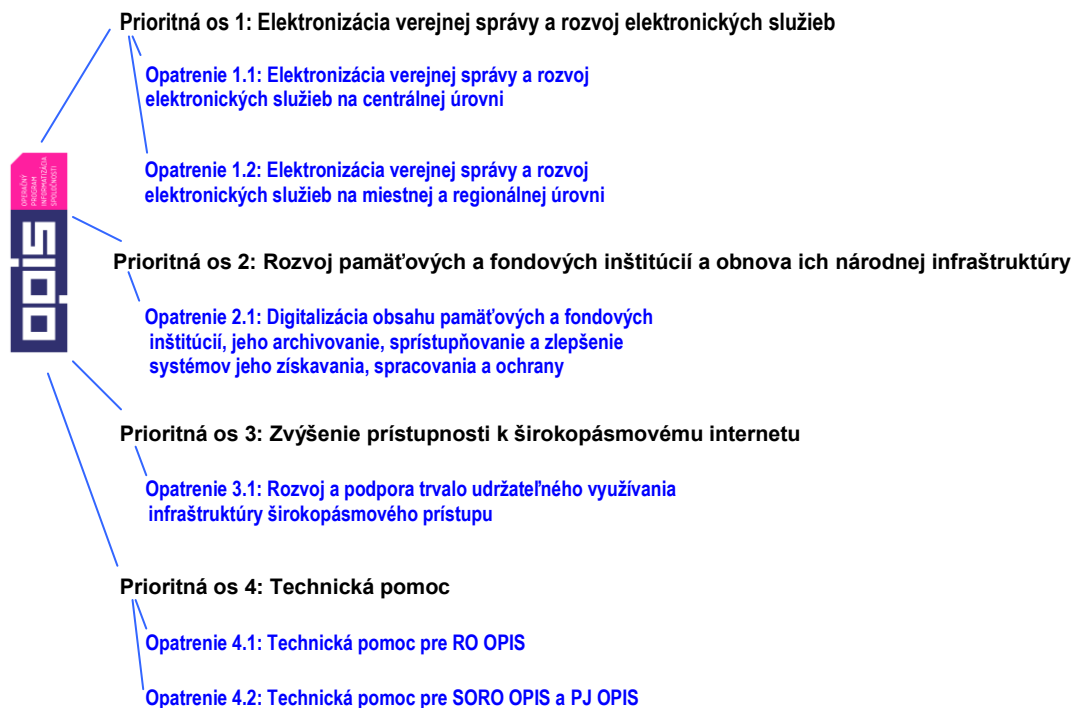 Prioritná os 1: Elektronizácia verejnej správy a rozvoj elektronických služieb
Opatrenie 1.1: Elektronizácia verejnej správy a rozvoj
elektronických služieb na centrálnej úrovni
Opatrenie 1.2: Elektronizácia verejnej správy a rozvoj
elektronických služieb na miestnej a regionálnej úrovni
OPERAČNÝ
PROGRAM
INFORMATIZÁCIA
SPOLOČNOSTI
opis
Prioritná os 2: Rozvoj pamäťových a fondových inštitúcií a obnova ich národnej infraštruktúry
Opatrenie 2.1: Digitalizácia obsahu pamäťových a fondových
inštitúcií, jeho archivovanie, sprístupňovanie a zlepšenie
systémov jeho získavania, spracovania a ochrany
Prioritná os 3: Zvýšenie prístupnosti k širokopásmovému internetu
Opatrenie 3.1: Rozvoj a podpora trvalo udržateľného využívania
infraštruktúry širokopásmového prístupu
Prioritná os 4: Technická pomoc
Opatrenie 4.1: Technická pomoc pre RO OPIS
Opatrenie 4.2: Technická pomoc pre SORO OPIS a PJ OPIS